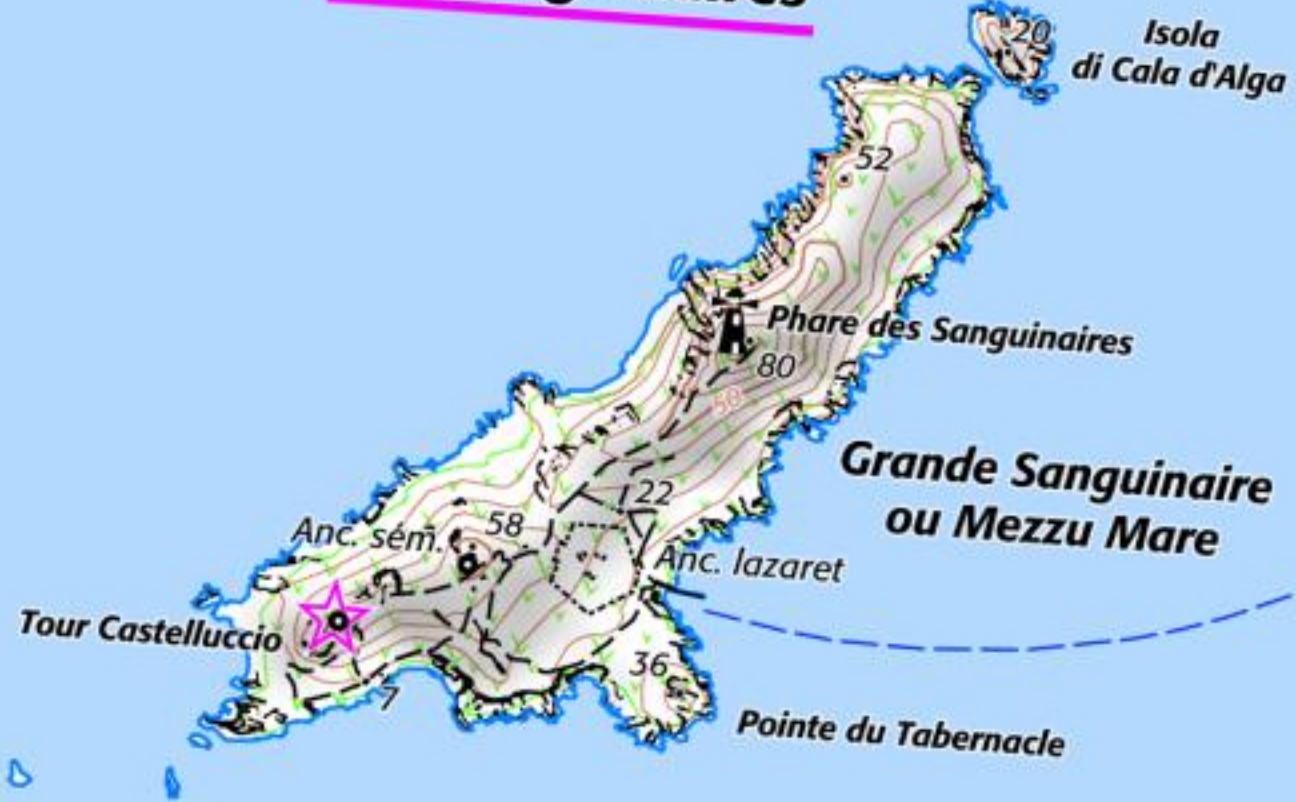 Isola
di Cala d'Alga
20
52
Phare des Sanguinaires
80
50
Grande Sanguinaire
ou Mezzu Mare
22
58
Anc. sém.
Anc. lazaret
Tour Castelluccio
36
7
Pointe du Tabernacle